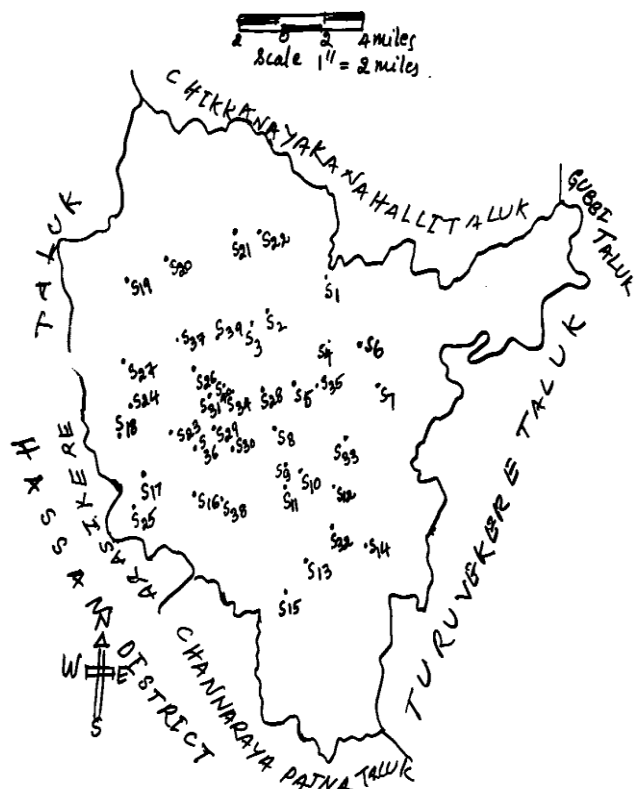 2 0 2 4 miles
Scale 1" = 2 miles.
CHIKKANAYAKANAHALLI TALUK
GUBBI TALUK
TALUK
S21 S22
S20
S19
S1
S37 S39 S2
S3
S4 S6
S27
S26
S24
S31 S34 S28 S5 S35 S7
S18
S23 S29 S8
36 S30
S33
S9 S10
S17
S16 S38 S11 S12
S25
S32 S14
S13
S15
ARASIKERE
HASSAN DISTRICT
N
W E
S
CHANNARAYA PATNA TALUK
TURUVEKERE TALUK